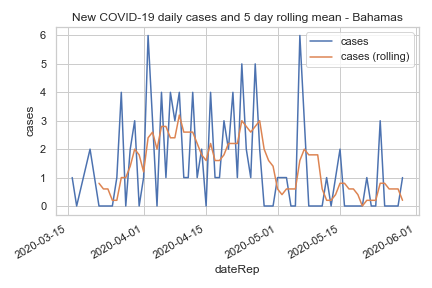 New COVID-19 daily cases and 5 day rolling mean - Bahamas
cases
cases (rolling)
6
5
4
3
2
1
0
cases
2020-03-15
2020-04-01
2020-04-15
2020-05-01
2020-05-15
2020-06-01
dateRep